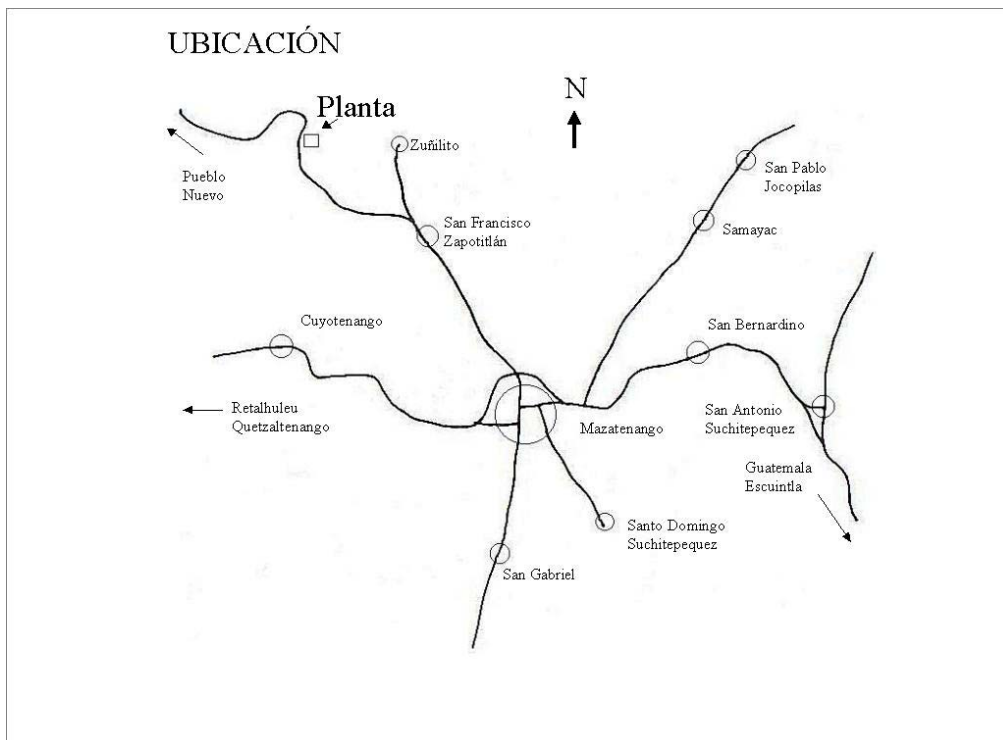 UBICACIÓN
N
Planta
Zuñilito
Pueblo
Nuevo
San Pablo
Jocopilas
San Francisco
Zapotitlán
Samayac
Cuyotenango
San Bernardino
Retalhuleu
Quetzaltenango
Mazatenango
San Antonio
Suchitepequez
Guatemala
Escuintla
Santo Domingo
Suchitepequez
San Gabriel